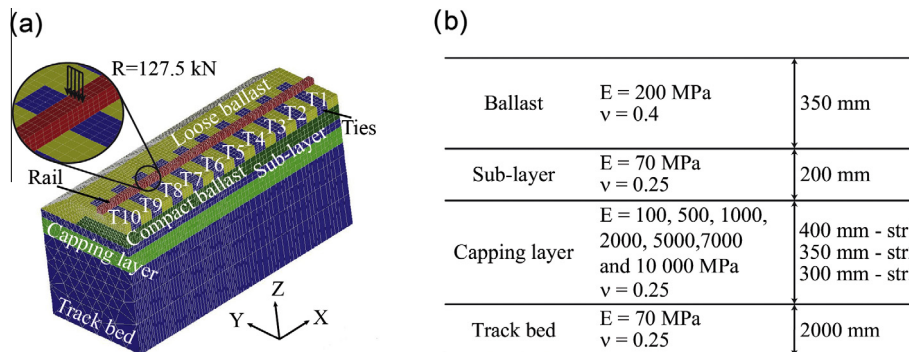 (a)
R=127.5 kN
Loose ballast
T1
T2
T3
T4
T5
T6
T7
T8
T9
T10
Ties
Rail
Sub-layer
Compact ballast
Capping layer
Track bed
Z
Y
X
(b)
Ballast
E = 200 MPa
ν = 0.4
350 mm
Sub-layer
E = 70 MPa
ν = 0.25
200 mm
Capping layer
E = 100, 500, 1000,
2000, 5000,7000
and 10 000 MPa
ν = 0.25
400 mm - str
350 mm - str
300 mm - str
Track bed
E = 70 MPa
ν = 0.25
2000 mm